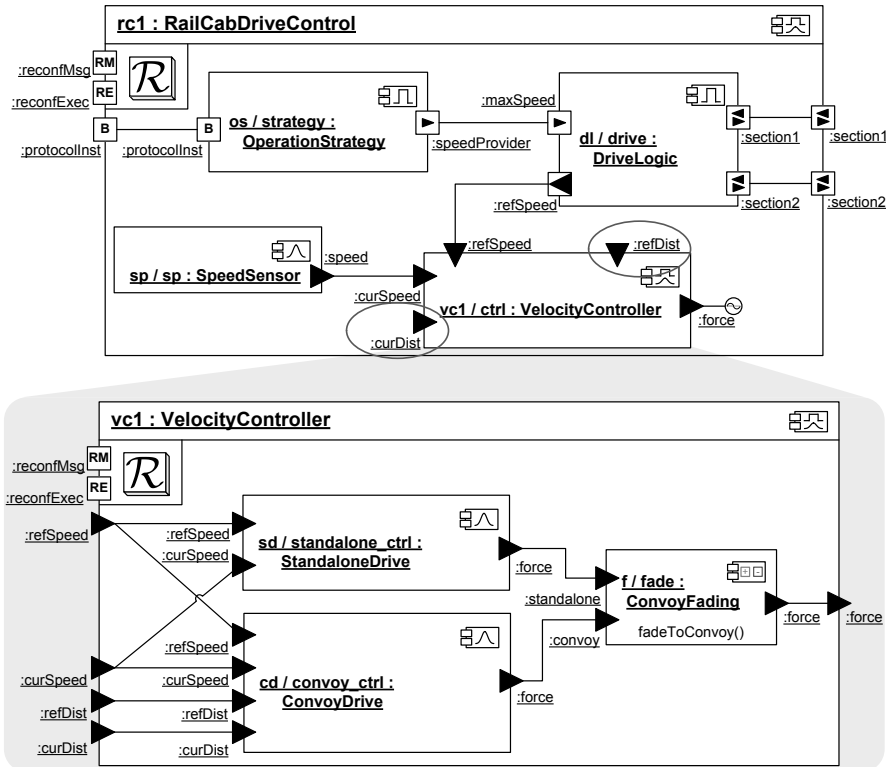 rc1 : RailCabDriveControl
RM
:reconfMsg
RE
:reconfExec
R
B
:protocolInst
B
:protocolInst
os / strategy :
OperationStrategy
:speedProvider
:maxSpeed
dl / drive :
DriveLogic
:section1
:section1
:section2
:section2
:refSpeed
:refSpeed
:refDist
:speed
sp / sp : SpeedSensor
:curSpeed
vc1 / ctrl : VelocityController
:force
:curDist
vc1 : VelocityController
RM
:reconfMsg
RE
:reconfExec
R
:refSpeed
:refSpeed
:curSpeed
sd / standalone_ctrl :
StandaloneDrive
:force
:standalone
f / fade :
ConvoyFading
fadeToConvoy()
:force
:force
:convoy
:refSpeed
:curSpeed
:curSpeed
cd / convoy_ctrl :
ConvoyDrive
:force
:refDist
:refDist
:curDist
:curDist